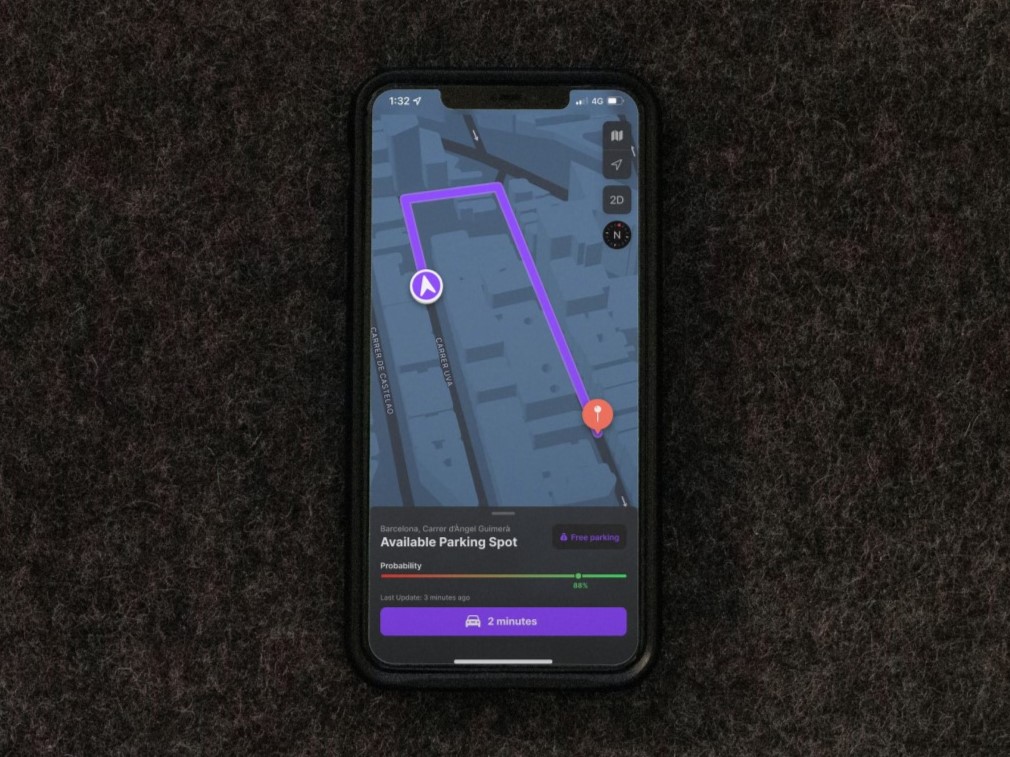 1:32
4G
2D
N
CARRER DE CASTELAO
CARRER UVA
Barcelona, Carrer d'Àngel Guimerà
Available Parking Spot
Free parking
Probability
88%
Last Update: 3 minutes ago
2 minutes